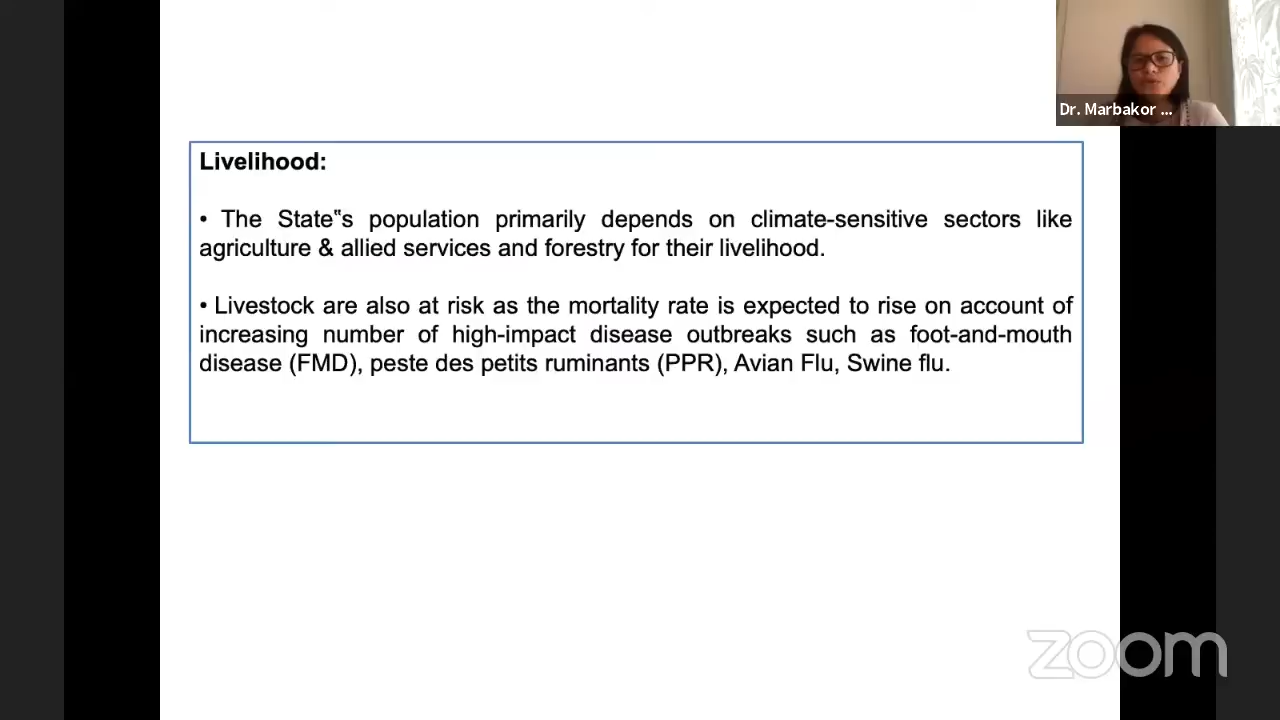 Dr. Marbakor ...
Livelihood:
• The State‟s population primarily depends on climate-sensitive sectors like
agriculture & allied services and forestry for their livelihood.
• Livestock are also at risk as the mortality rate is expected to rise on account of
increasing number of high-impact disease outbreaks such as foot-and-mouth
disease (FMD), peste des petits ruminants (PPR), Avian Flu, Swine flu.
zoom